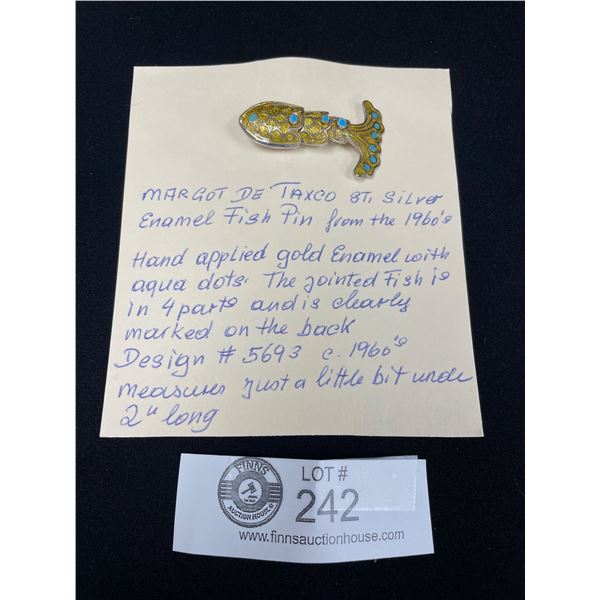 MARGOT DE TAXCO ST. Silver
Enamel Fish Pin from the 1960's
Hand applied gold Enamel with
aqua dots. The jointed Fish is
in 4 parts and is clearly
marked on the back
Design # 5693 c. 1960's
measures just a little bit unde
2" long
FINNS
AUCTION HOUSE
LOT #
242
www.finnsauctionhouse.com